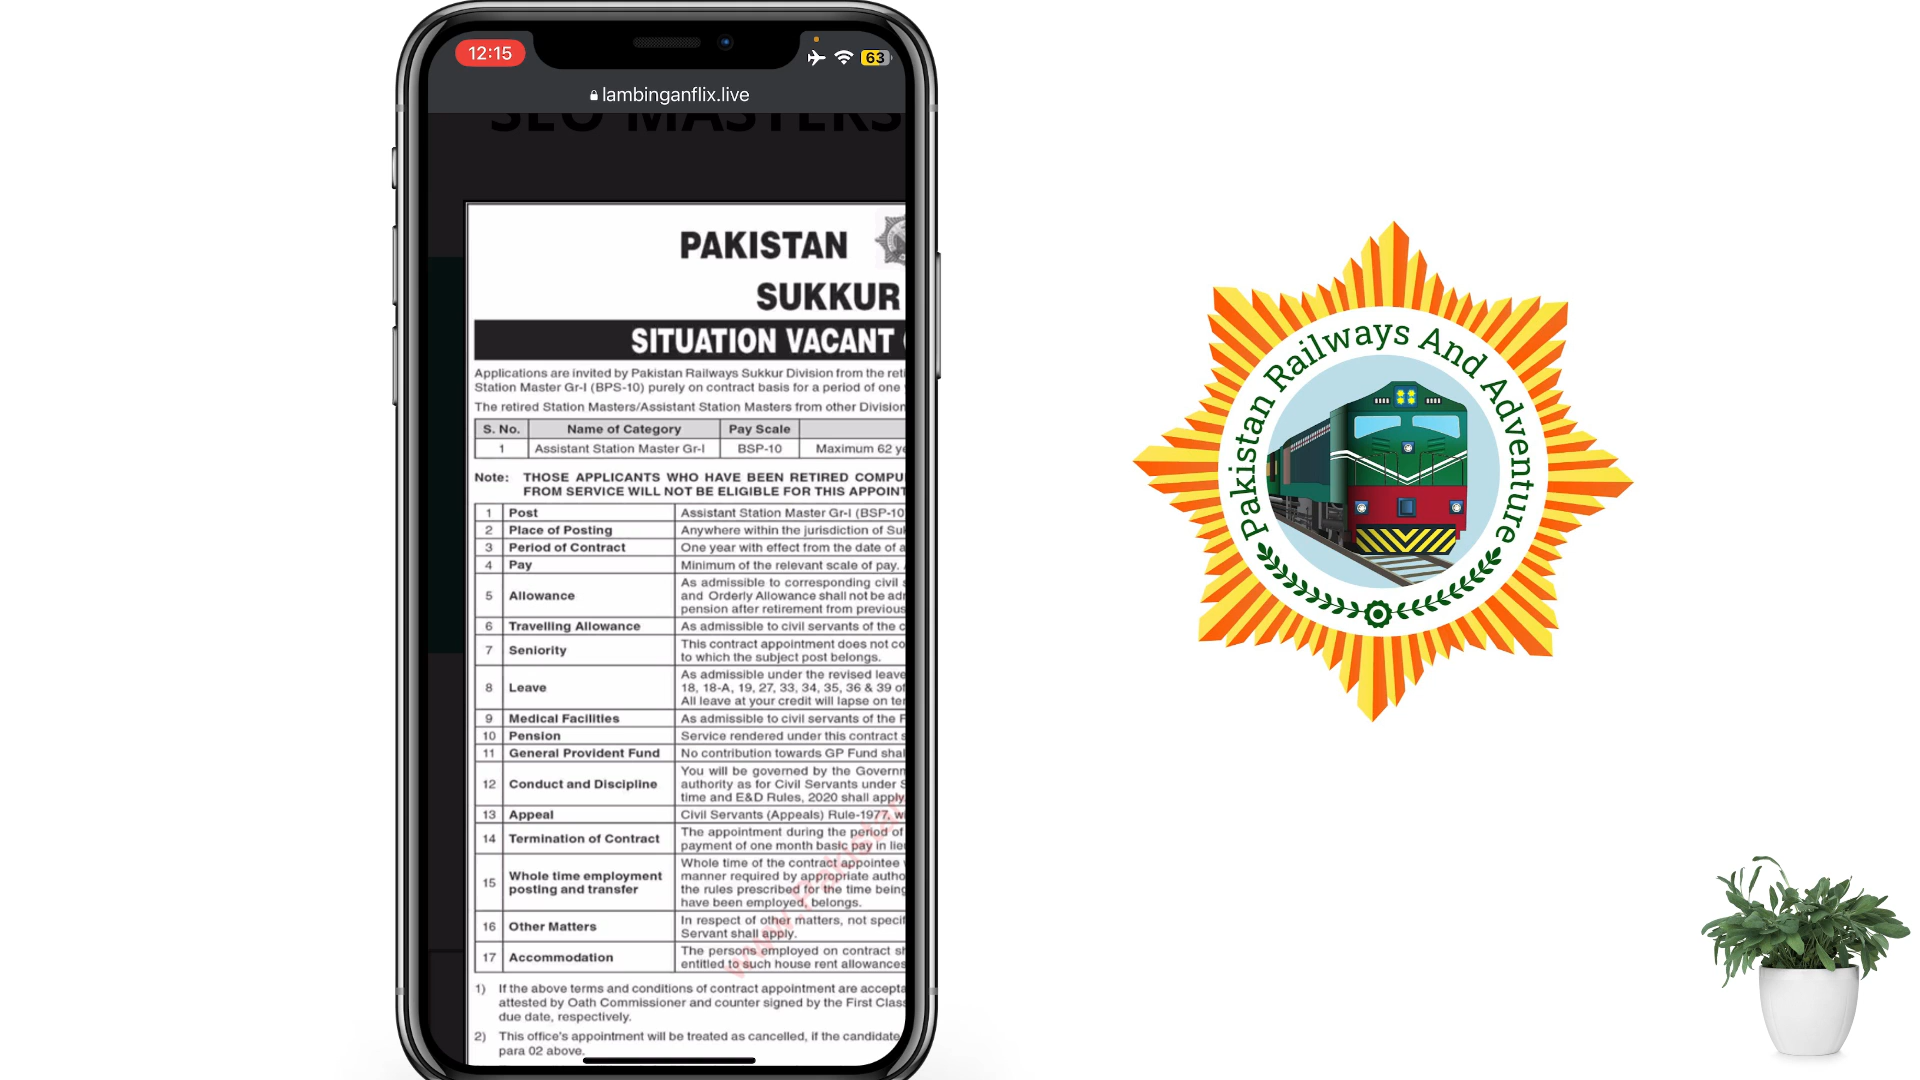 12:15
63
lambinganflix.live
SEO MASTERS
PAKISTAN
SUKKUR
SITUATION VACANT
Applications are invited by Pakistan Railways Sukkur Division from the
Station Master Gr-I (BPS-10) purely on contract basis for a period of one
The retired Station Masters/Assistant Station Masters from other Division
S. No. Name of Category Pay Scale
1 Assistant Station Master Gr-I BSP-10 Maximum 62
Note: THOSE APPLICANTS WHO HAVE BEEN RETIRED
FROM SERVICE WILL NOT BE ELIGIBLE FOR THIS
1 Post Assistant Station Master Gr-I (BSP-10
2 Place of Posting Anywhere within the jurisdiction of
3 Period of Contract One year with effect from the date of
4 Pay Minimum of the relevant scale of pay.
5 Allowance As admissible to corresponding civil
and Orderly Allowance shall not be
pension after retirement from previous
6 Travelling Allowance As admissible to civil servants of the
7 Seniority This contract appointment does not
to which the subject post belongs.
8 Leave As admissible under the revised leave
18, 18-A, 19, 27, 33, 34, 35, 36 & 39
All leave at your credit will lapse on
9 Medical Facilities As admissible to civil servants of the
10 Pension Service rendered under this contract
11 General Provident Fund No contribution towards GP Fund
12 Conduct and Discipline You will be governed by the
authority as for Civil Servants under
time and E&D Rules, 2020 shall apply
13 Appeal Civil Servants (Appeals) Rule-1977,
14 Termination of Contract The appointment during the period of
payment of one month basic pay in
15 Whole time employment posting and transfer Whole time of the contract appointee
manner required by appropriate
the rules prescribed for the time being
have been employed, belongs.
16 Other Matters In respect of other matters, not
Servant shall apply.
17 Accommodation The persons employed on contract
entitled to such house rent allowances
1) If the above terms and conditions of contract appointment are
attested by Oath Commissioner and counter signed by the First Class
due date, respectively.
2) This office's appointment will be treated as cancelled, if the candidate
para 02 above.
Pakistan Railways And Adventure